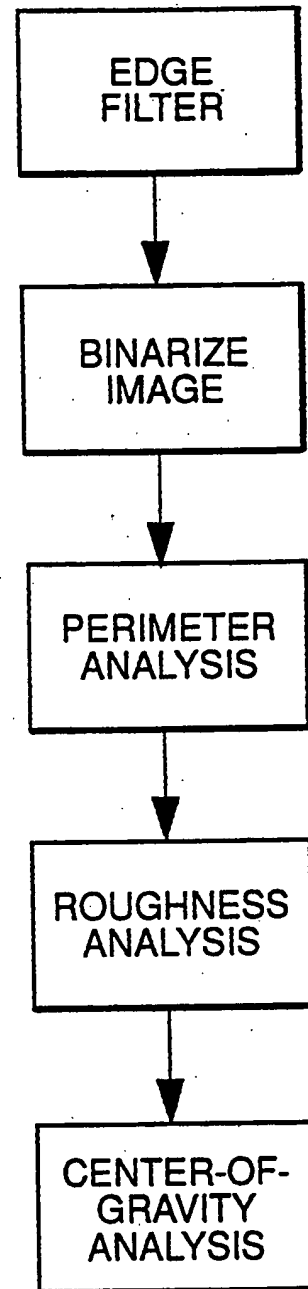 EDGE
FILTER
BINARIZE
IMAGE
PERIMETER
ANALYSIS
ROUGHNESS
ANALYSIS
CENTER-OF-
GRAVITY
ANALYSIS